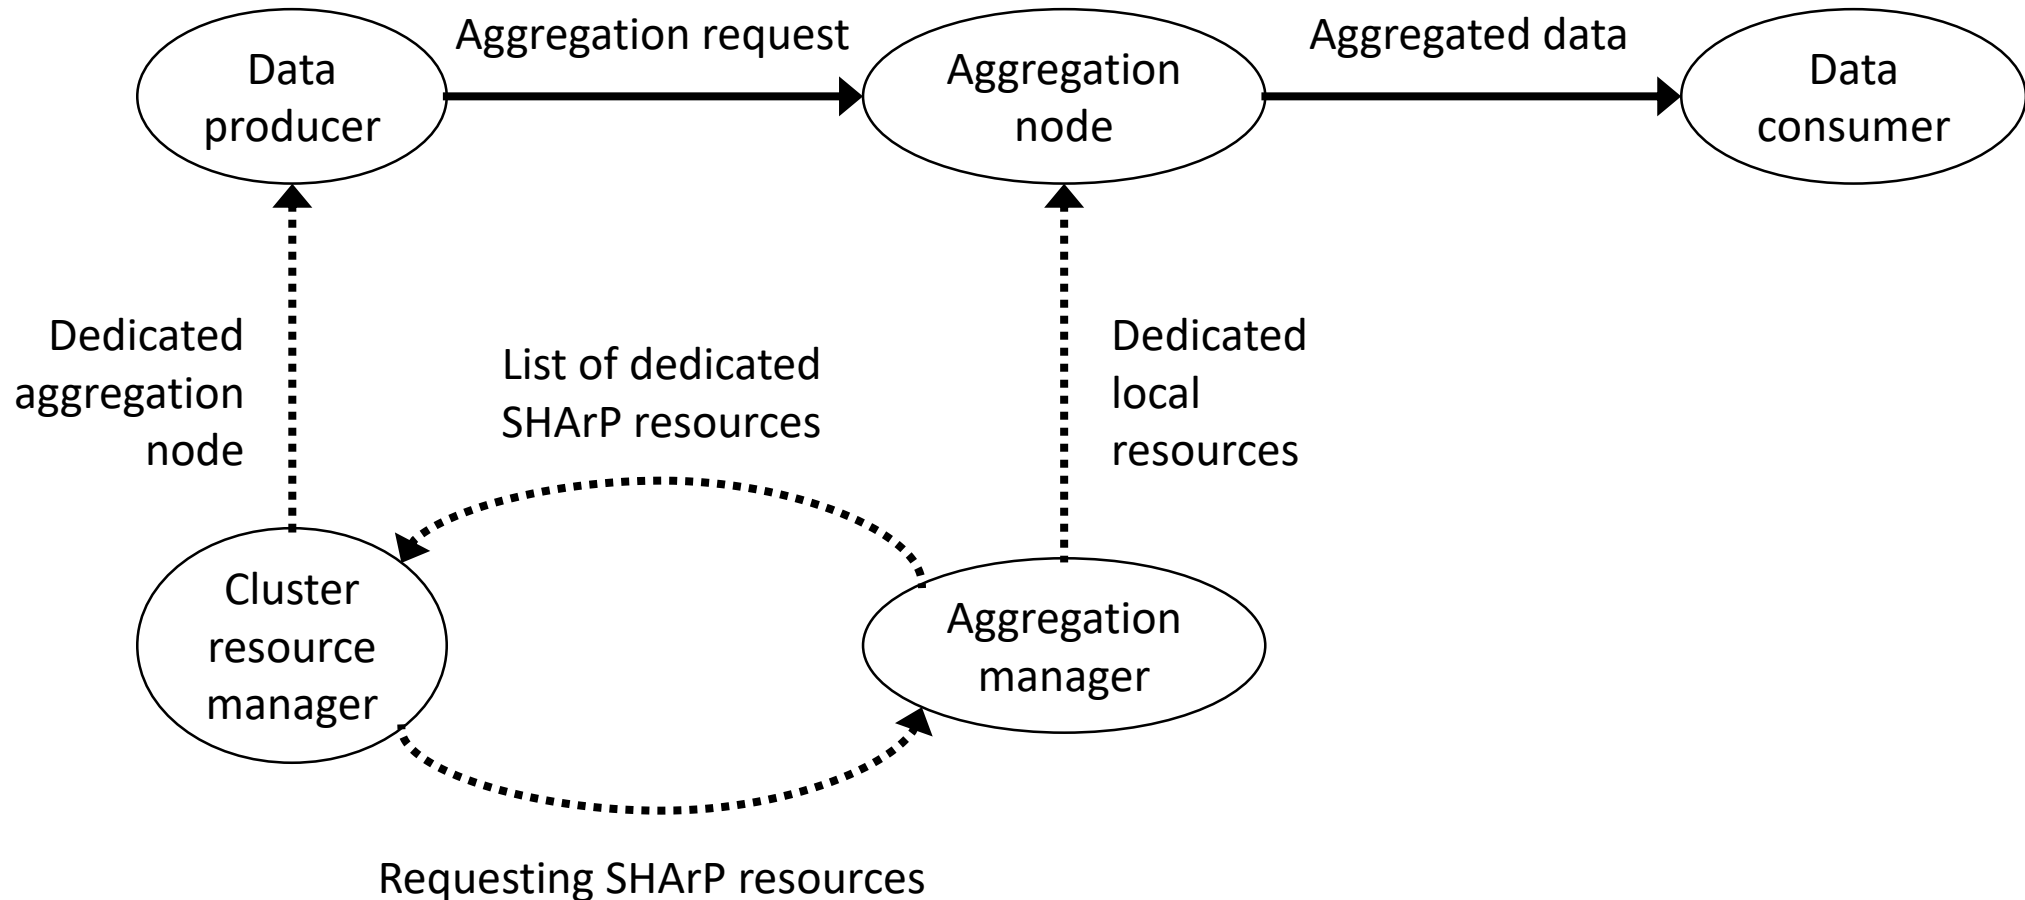 Data
producer
Aggregation request
Aggregation
node
Aggregated data
Data
consumer
Dedicated
aggregation
node
List of dedicated
SHArP resources
Dedicated
local
resources
Cluster
resource
manager
Aggregation
manager
Requesting SHArP resources